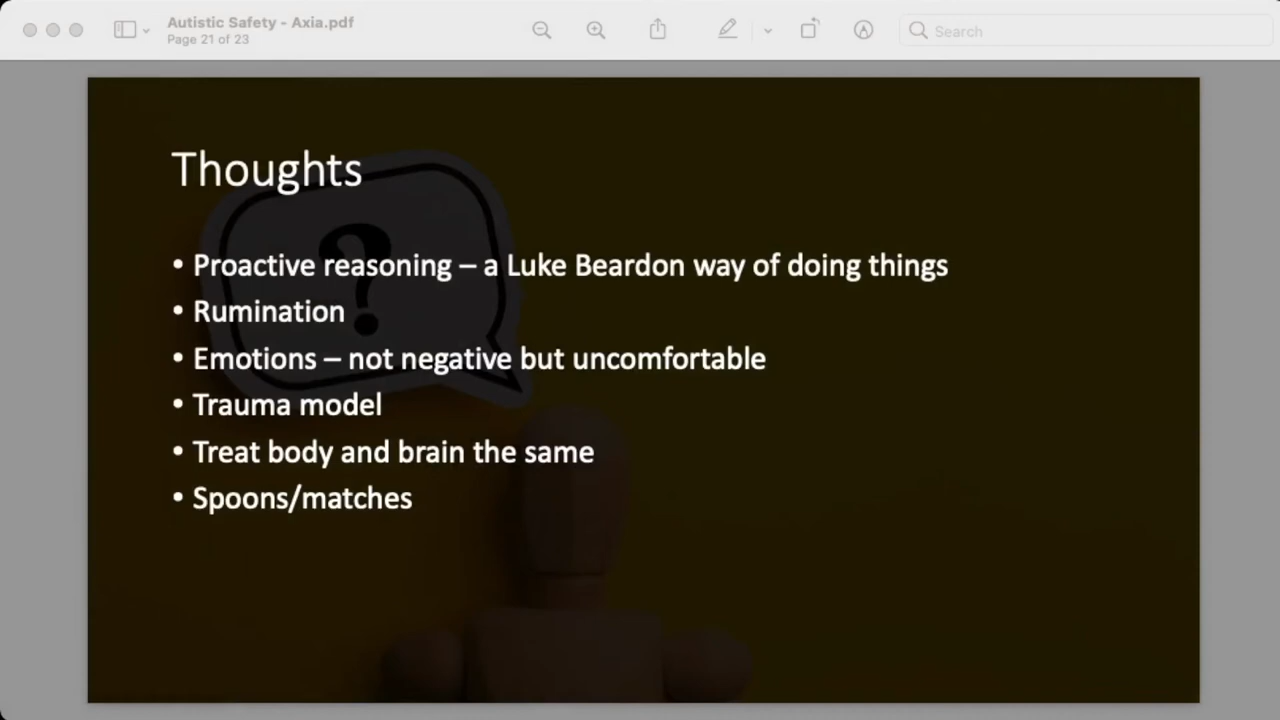 Autistic Safety - Axia.pdf
Page 21 of 23
Search
Thoughts
?
• Proactive reasoning – a Luke Beardon way of doing things
• Rumination
• Emotions – not negative but uncomfortable
• Trauma model
• Treat body and brain the same
• Spoons/matches